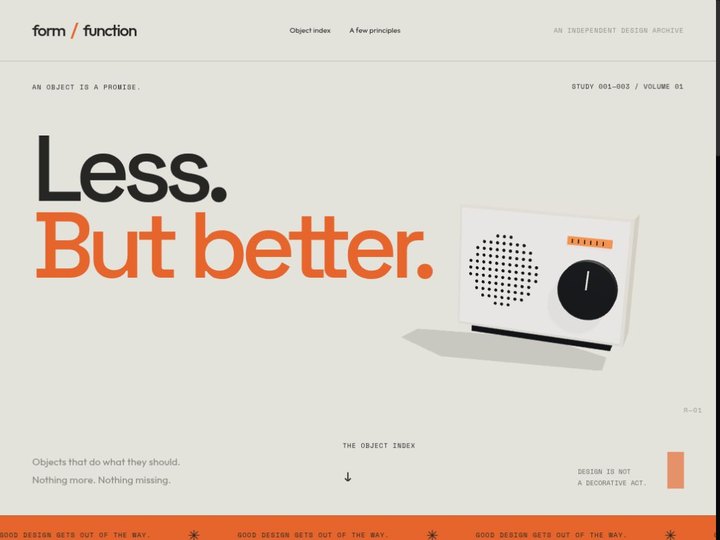 form / function
Object index
A few principles
AN INDEPENDENT DESIGN ARCHIVE
AN OBJECT IS A PROMISE.
STUDY 001—003 / VOLUME 01
Less.
But better.
R—01
THE OBJECT INDEX
↓
Objects that do what they should.
Nothing more. Nothing missing.
DESIGN IS NOT
A DECORATIVE ACT.
GOOD DESIGN GETS OUT OF THE WAY. ✳ GOOD DESIGN GETS OUT OF THE WAY. ✳ GOOD DESIGN GETS OUT OF THE WAY. ✳